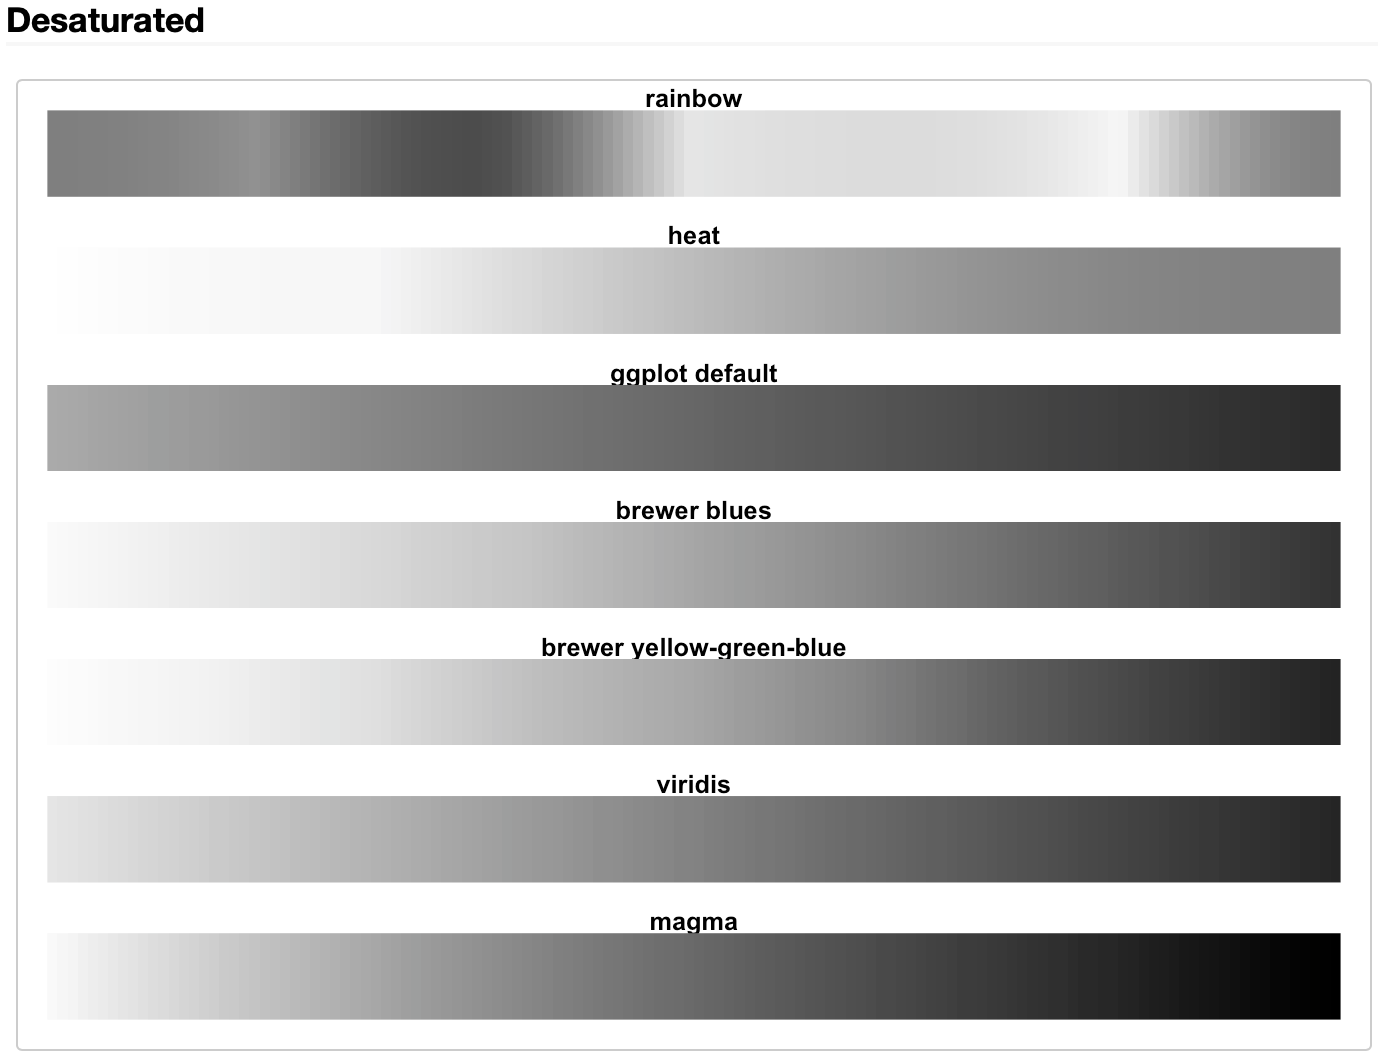 Desaturated
rainbow
heat
ggplot default
brewer blues
brewer yellow-green-blue
viridis
magma